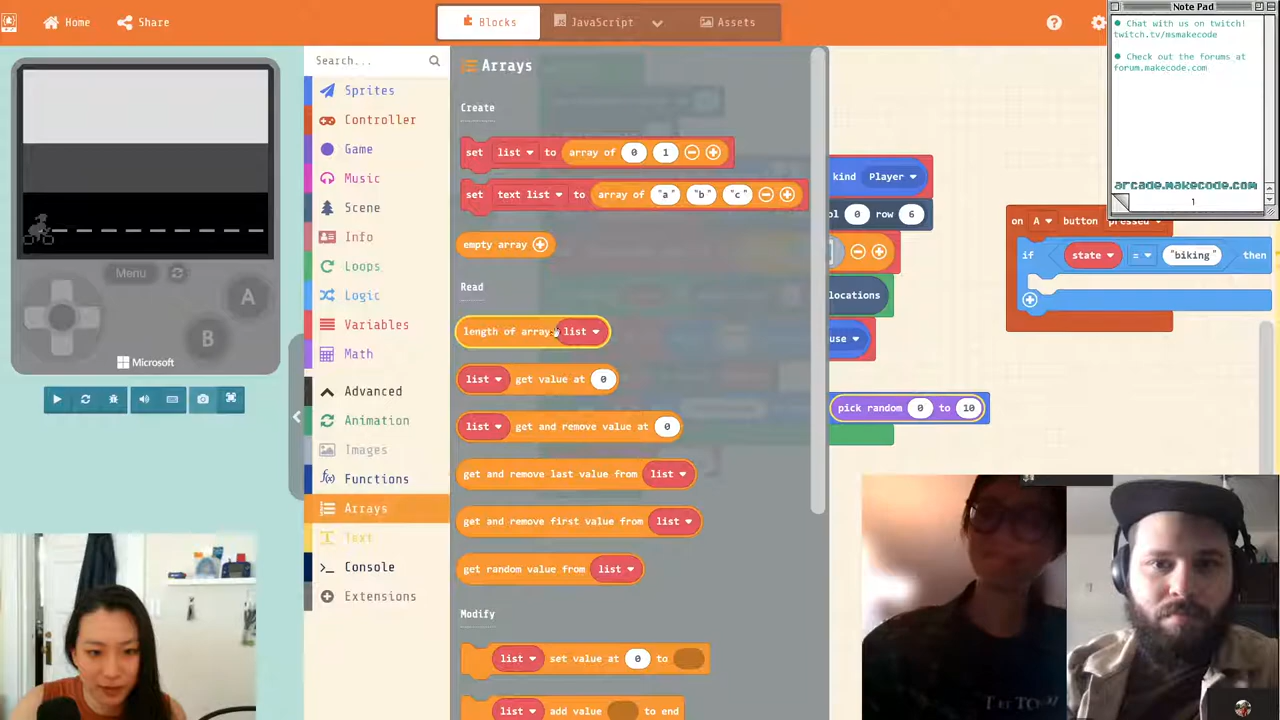 Home
Share
Blocks
JavaScript
Assets
Note Pad
Chat with us on twitch!
twitch.tv/msmakecode
Check out the forums at
forum.makecode.com
arcade.makecode.com
1
Menu
A
B
Microsoft
Search...
Sprites
Controller
Game
Music
Scene
Info
Loops
Logic
Variables
Math
Advanced
Animation
Images
Functions
Arrays
Text
Console
Extensions
Arrays
Create
set list to array of 0 1
set text list to array of "a" "b" "c"
empty array
Read
length of array list
list get value at 0
list get and remove value at 0
get and remove last value from list
get and remove first value from list
get random value from list
Modify
list set value at 0 to
list add value to end
kind Player
0 row 6
locations
pick random 0 to 10
on A button pressed
if state = "biking" then